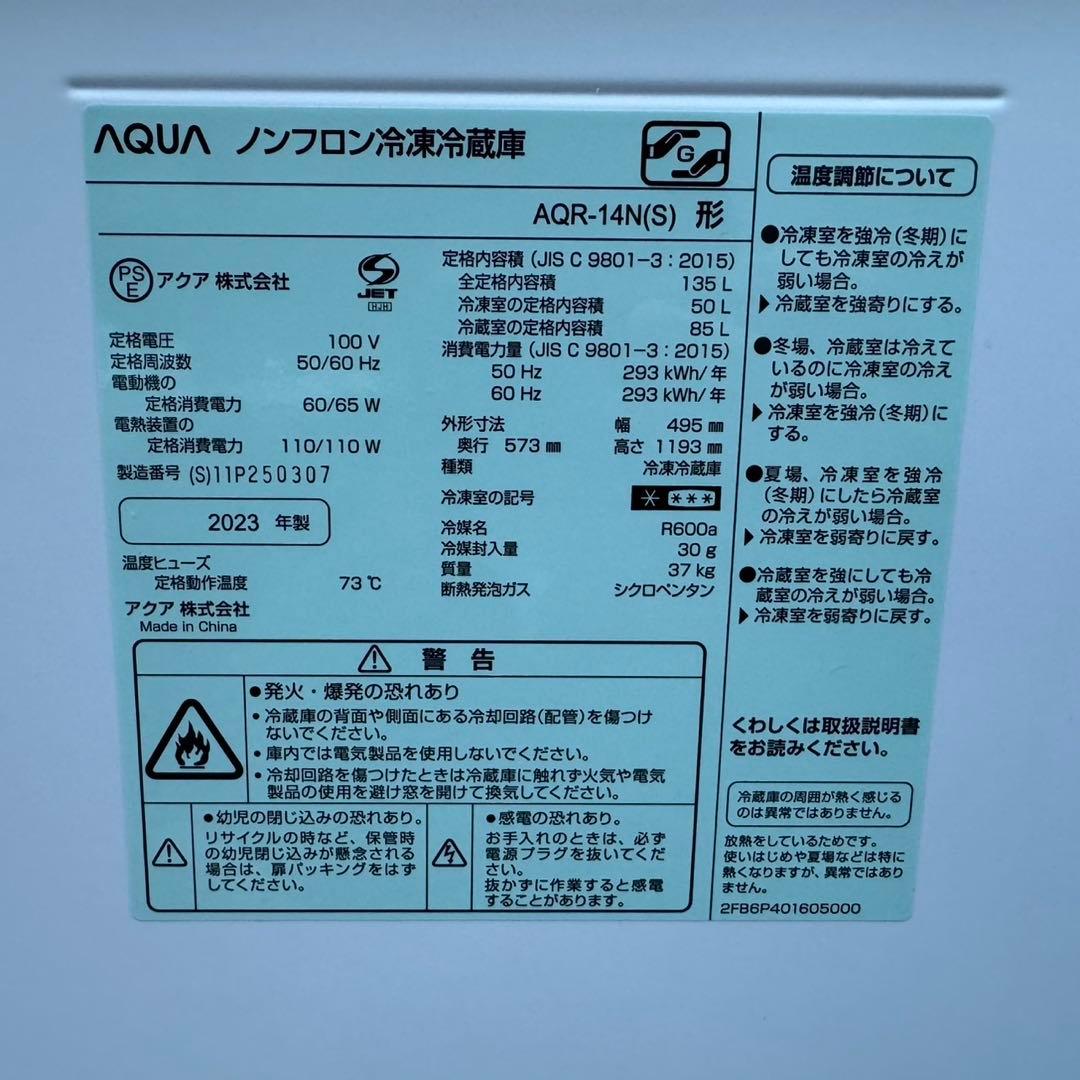 AQUA ノンフロン冷凍冷蔵庫
G
AQR-14N(S) 形
PSE アクア 株式会社
S JET
HJH
定格電圧 100 V
定格周波数 50/60 Hz
電動機の
定格消費電力 60/65 W
電熱装置の
定格消費電力 110/110 W
製造番号 (S)11P250307
2023 年製
温度ヒューズ
定格動作温度 73 ℃
アクア 株式会社
Made in China
定格内容積 (JIS C 9801-3:2015)
全定格内容積 135 L
冷凍室の定格内容積 50 L
冷蔵室の定格内容積 85 L
消費電力量 (JIS C 9801-3:2015)
50 Hz 293 kWh/年
60 Hz 293 kWh/年
外形寸法 幅 495 ㎜
奥行 573 ㎜ 高さ 1193 ㎜
種類 冷凍冷蔵庫
冷凍室の記号 * ***
冷媒名 R600a
冷媒封入量 30 g
質量 37 kg
断熱発泡ガス シクロペンタン
⚠ 警 告
●発火・爆発の恐れあり
・冷蔵庫の背面や側面にある冷却回路(配管)を傷つけ
ないでください。
・庫内では電気製品を使用しないでください。
・冷却回路を傷つけたときは冷蔵庫に触れず火気や電気
製品の使用を避け窓を開けて換気してください。
●幼児の閉じ込みの恐れあり。
リサイクルの時など、保管時
の幼児閉じ込みが懸念される
場合は、扉パッキングをはず
してください。
●感電の恐れあり。
お手入れのときは、必ず
電源プラグを抜いてくだ
さい。
抜かずに作業すると感電
することがあります。
温度調節について
●冷凍室を強冷(冬期)に
しても冷凍室の冷えが
弱い場合。
▶冷蔵室を強寄りにする。
●冬場、冷蔵室は冷えて
いるのに冷凍室の冷え
が弱い場合。
▶冷凍室を強冷(冬期)に
する。
●夏場、冷凍室を強冷
(冬期)にしたら冷蔵室
の冷えが弱い場合。
▶冷凍室を弱寄りに戻す。
●冷蔵室を強にしても冷
蔵室の冷えが弱い場合。
▶冷凍室を弱寄りに戻す。
くわしくは取扱説明書
をお読みください。
冷蔵庫の周囲が熱く感じる
のは異常ではありません。
放熱をしているためです。
使いはじめや夏場などは特に
熱くなりますが、異常ではあり
ません。
2FB6P401605000